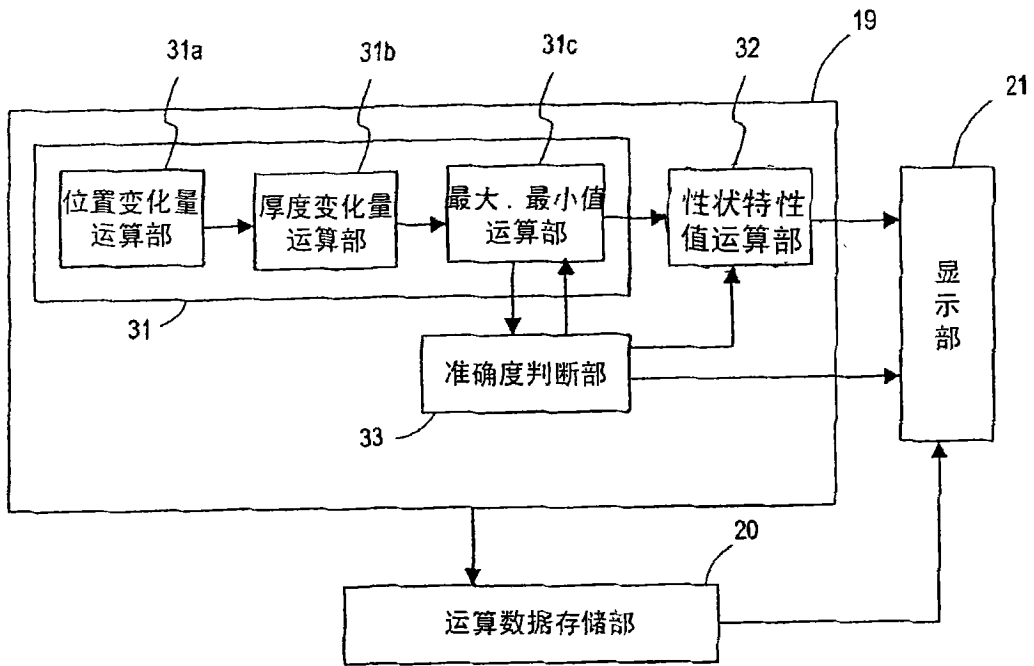 19
31a
31b
31c
32
21
位置变化量
运算部
厚度变化量
运算部
最大.最小值
运算部
性状特性
值运算部
显示部
31
准确度判断部
33
20
运算数据存储部